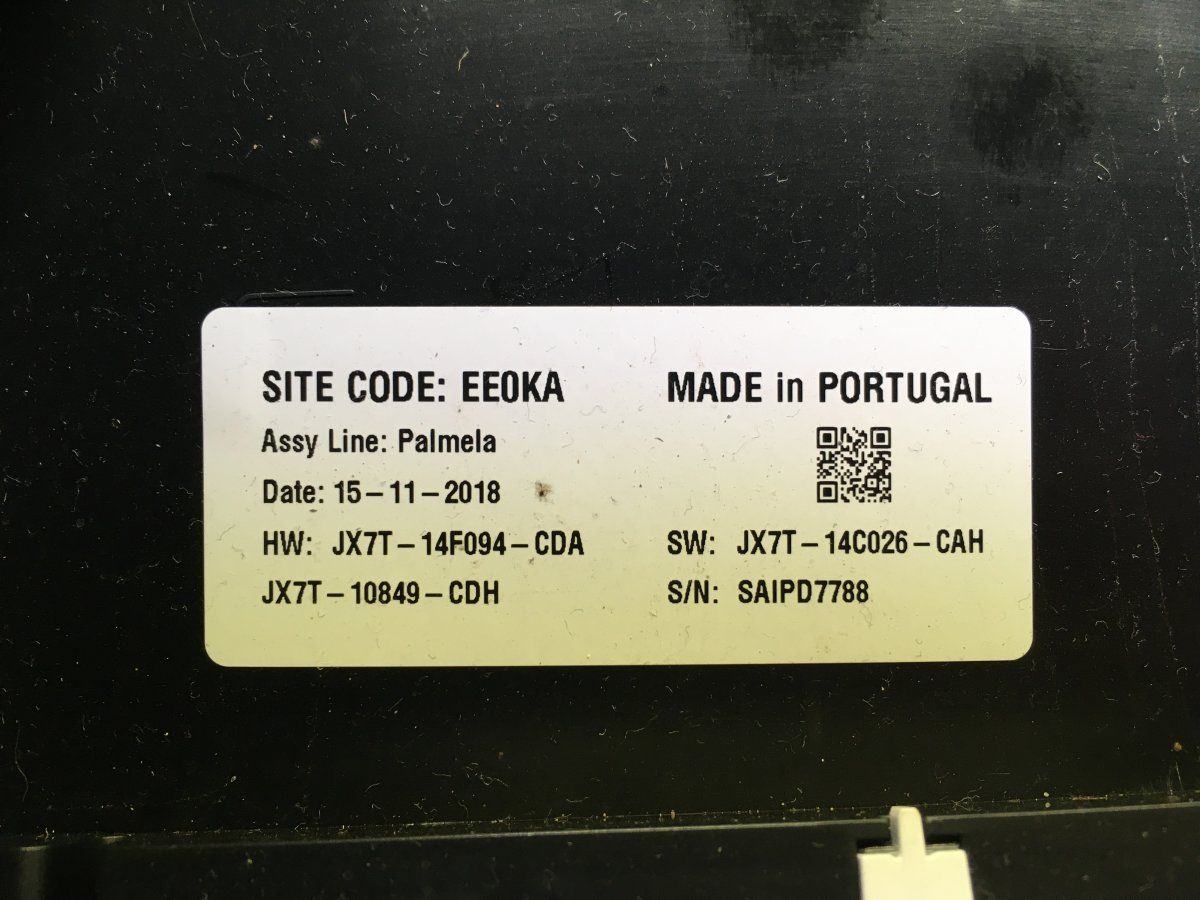 SITE CODE: EE0KA
MADE in PORTUGAL
Assy Line: Palmela
Date: 15-11-2018
HW: JX7T-14F094-CDA
SW: JX7T-14C026-CAH
JX7T-10849-CDH
S/N: SAIPD7788